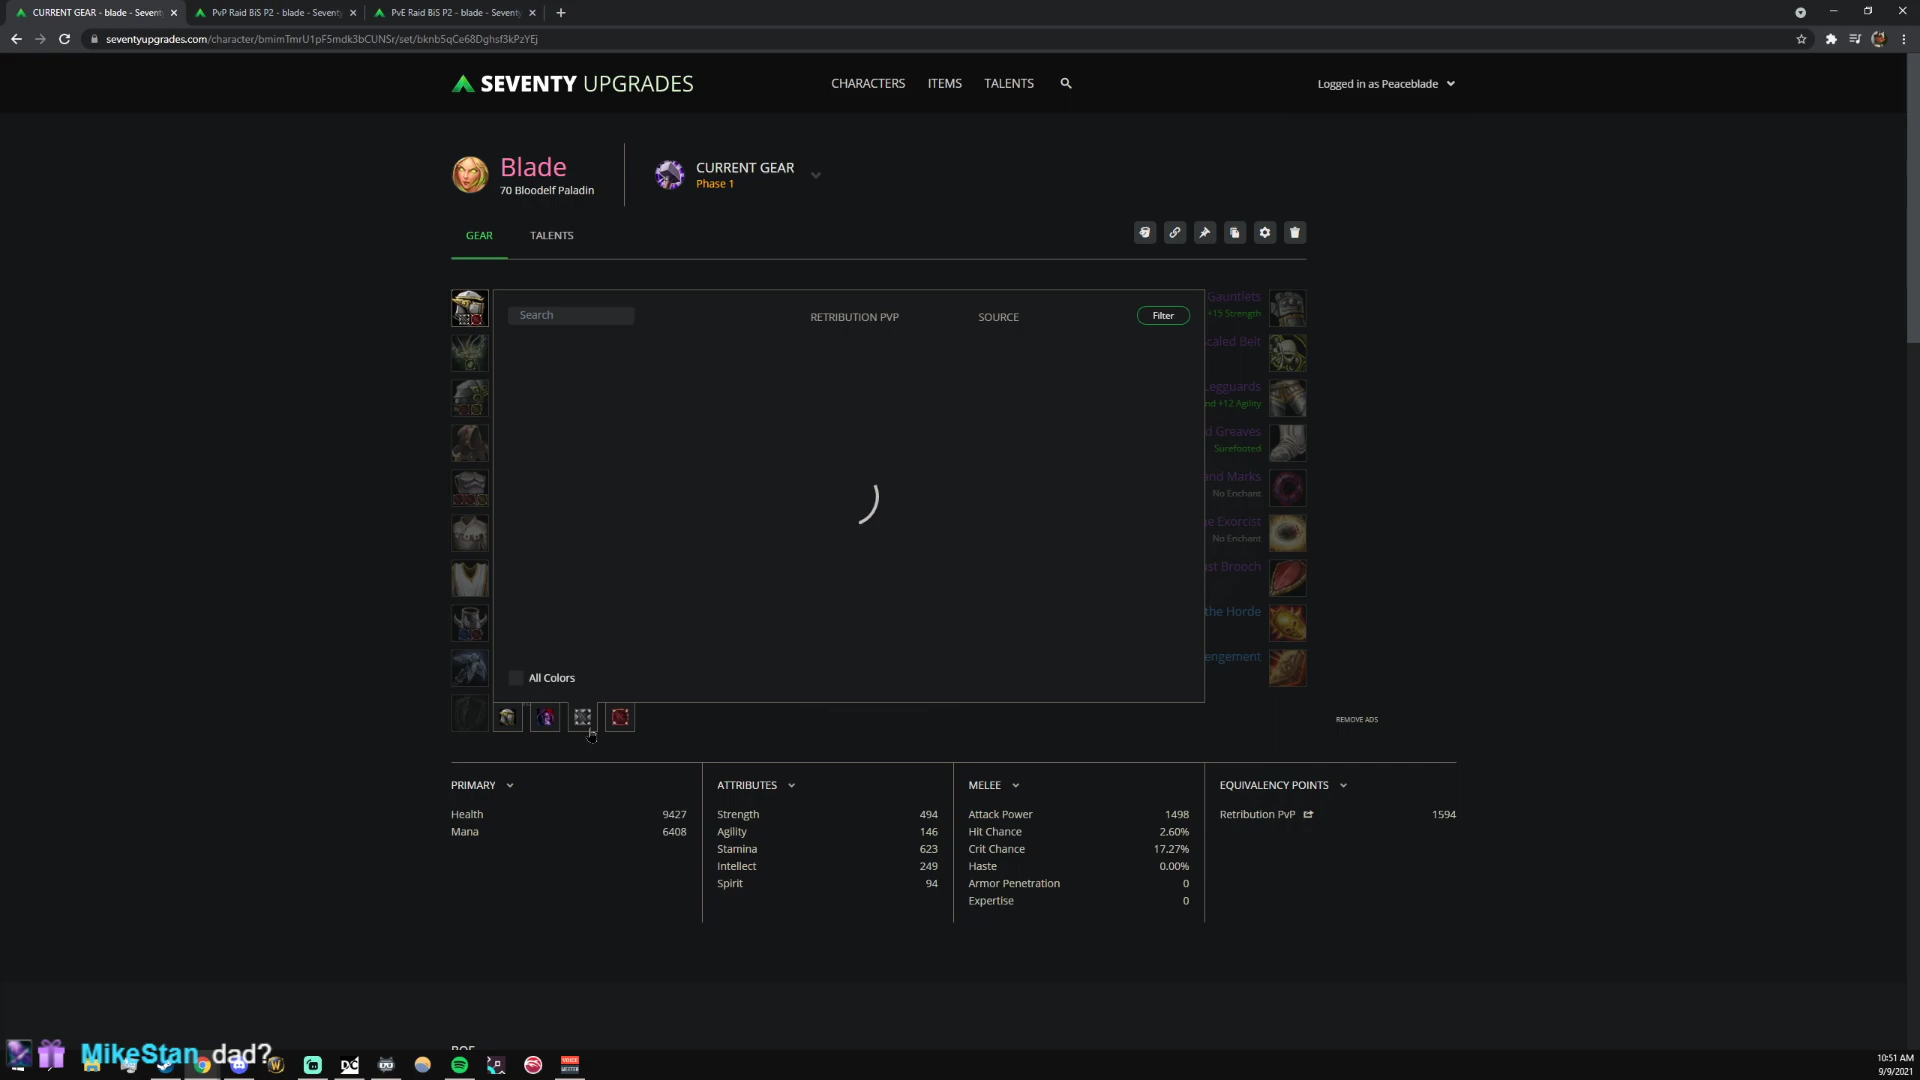 CURRENT GEAR - blade - Sevent
PvP Raid BiS P2 - blade - Sevent
PvE Raid BiS P2 - blade - Sevent
seventyupgrades.com/character/bmimTmrU1pF5mdk3bCUNSr/set/bknb5qCe68Dghsf3kPzYEj
SEVENTY UPGRADES
CHARACTERS
ITEMS
TALENTS
Logged in as Peaceblade
Blade
70 Bloodelf Paladin
CURRENT GEAR
Phase 1
GEAR
TALENTS
Search
RETRIBUTION PVP
SOURCE
Filter
Gauntlets
+15 Strength
caled Belt
Legguards
nd +12 Agility
d Greaves
Surefooted
and Marks
No Enchant
e Exorcist
No Enchant
ust Brooch
the Horde
engement
All Colors
REMOVE ADS
PRIMARY
Health 9427
Mana 6408
ATTRIBUTES
Strength 494
Agility 146
Stamina 623
Intellect 249
Spirit 94
MELEE
Attack Power 1498
Hit Chance 2.60%
Crit Chance 17.27%
Haste 0.00%
Armor Penetration 0
Expertise 0
EQUIVALENCY POINTS
Retribution PvP 1594
MikeStan dad?
DC
VOICE
MEETER
10:51 AM
9/9/2021